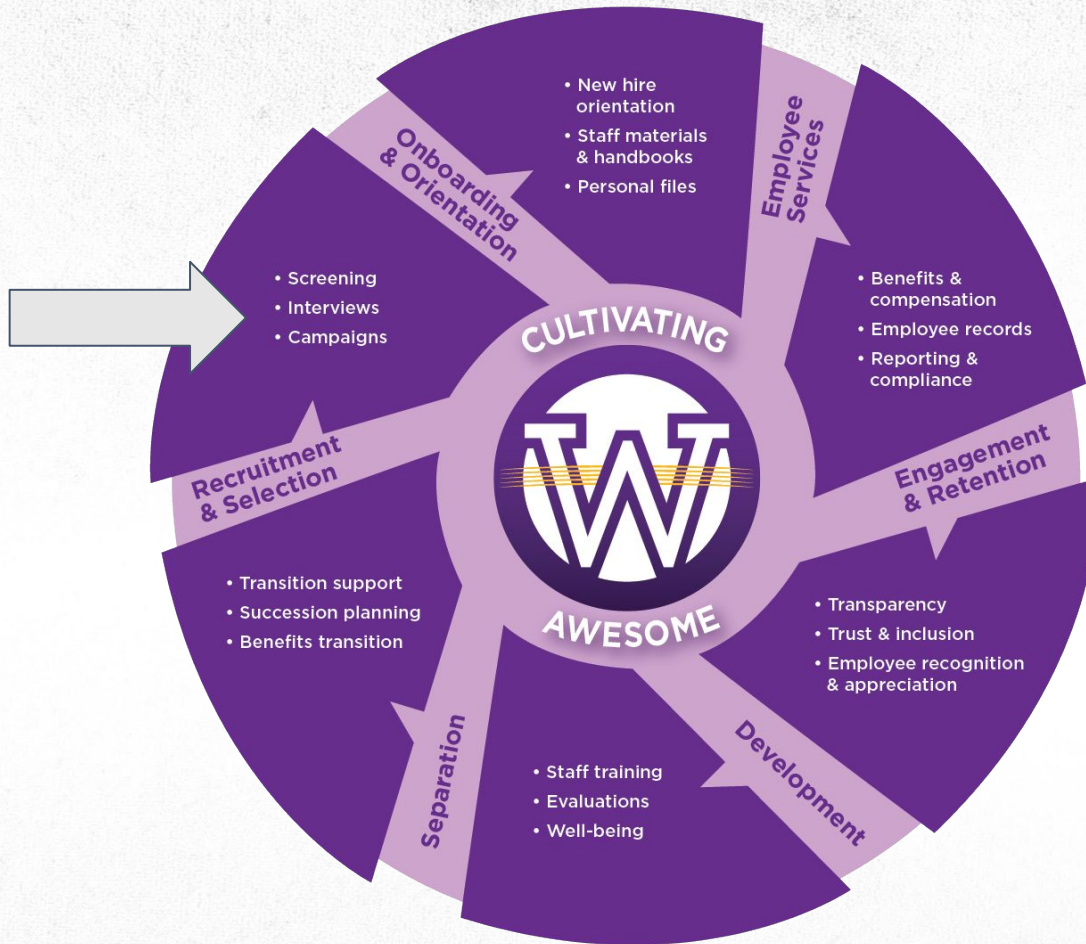 Recruitment
& Selection
• Screening
• Interviews
• Campaigns
Onboarding
& Orientation
• New hire
orientation
• Staff materials
& handbooks
• Personal files
Employee
Services
• Benefits &
compensation
• Employee records
• Reporting &
compliance
Engagement
& Retention
• Transparency
• Trust & inclusion
• Employee recognition
& appreciation
Development
• Staff training
• Evaluations
• Well-being
Separation
• Transition support
• Succession planning
• Benefits transition
CULTIVATING
W
AWESOME